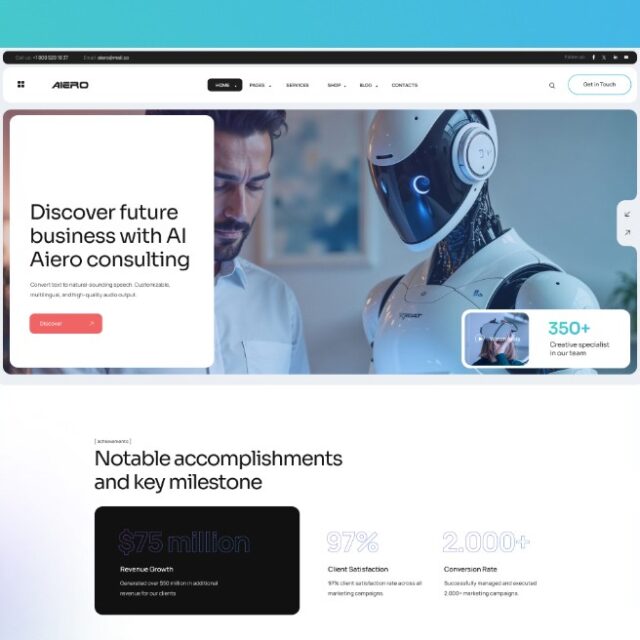 Call us: +1 800 555 18 27 Email: aiero@mail.co Follow us:
AIERO HOME PAGES SERVICES SHOP BLOG CONTACTS Get in Touch
Discover future
business with AI
Aiero consulting
Convert text to natural-sounding speech. Customizable,
multilingual, and high-quality audio output.
Discover
350+
Creative specialist
in our team
[ achievements ]
Notable accomplishments
and key milestone
$75 million 97% 2.000+
Revenue Growth Client Satisfaction Conversion Rate
Generated over $50 million in additional 97% client satisfaction rate across all Successfully managed and executed
revenue for our clients marketing campaigns. 2,000+ marketing campaigns.